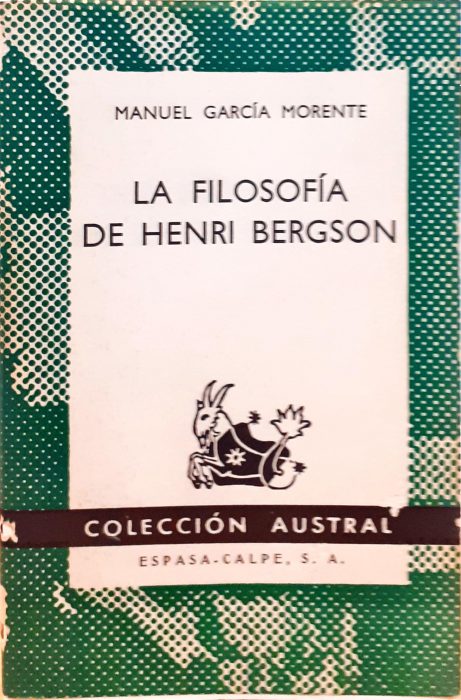 MANUEL GARCÍA MORENTE
LA FILOSOFÍA
DE HENRI BERGSON
COLECCIÓN AUSTRAL
ESPASA-CALPE, S. A.